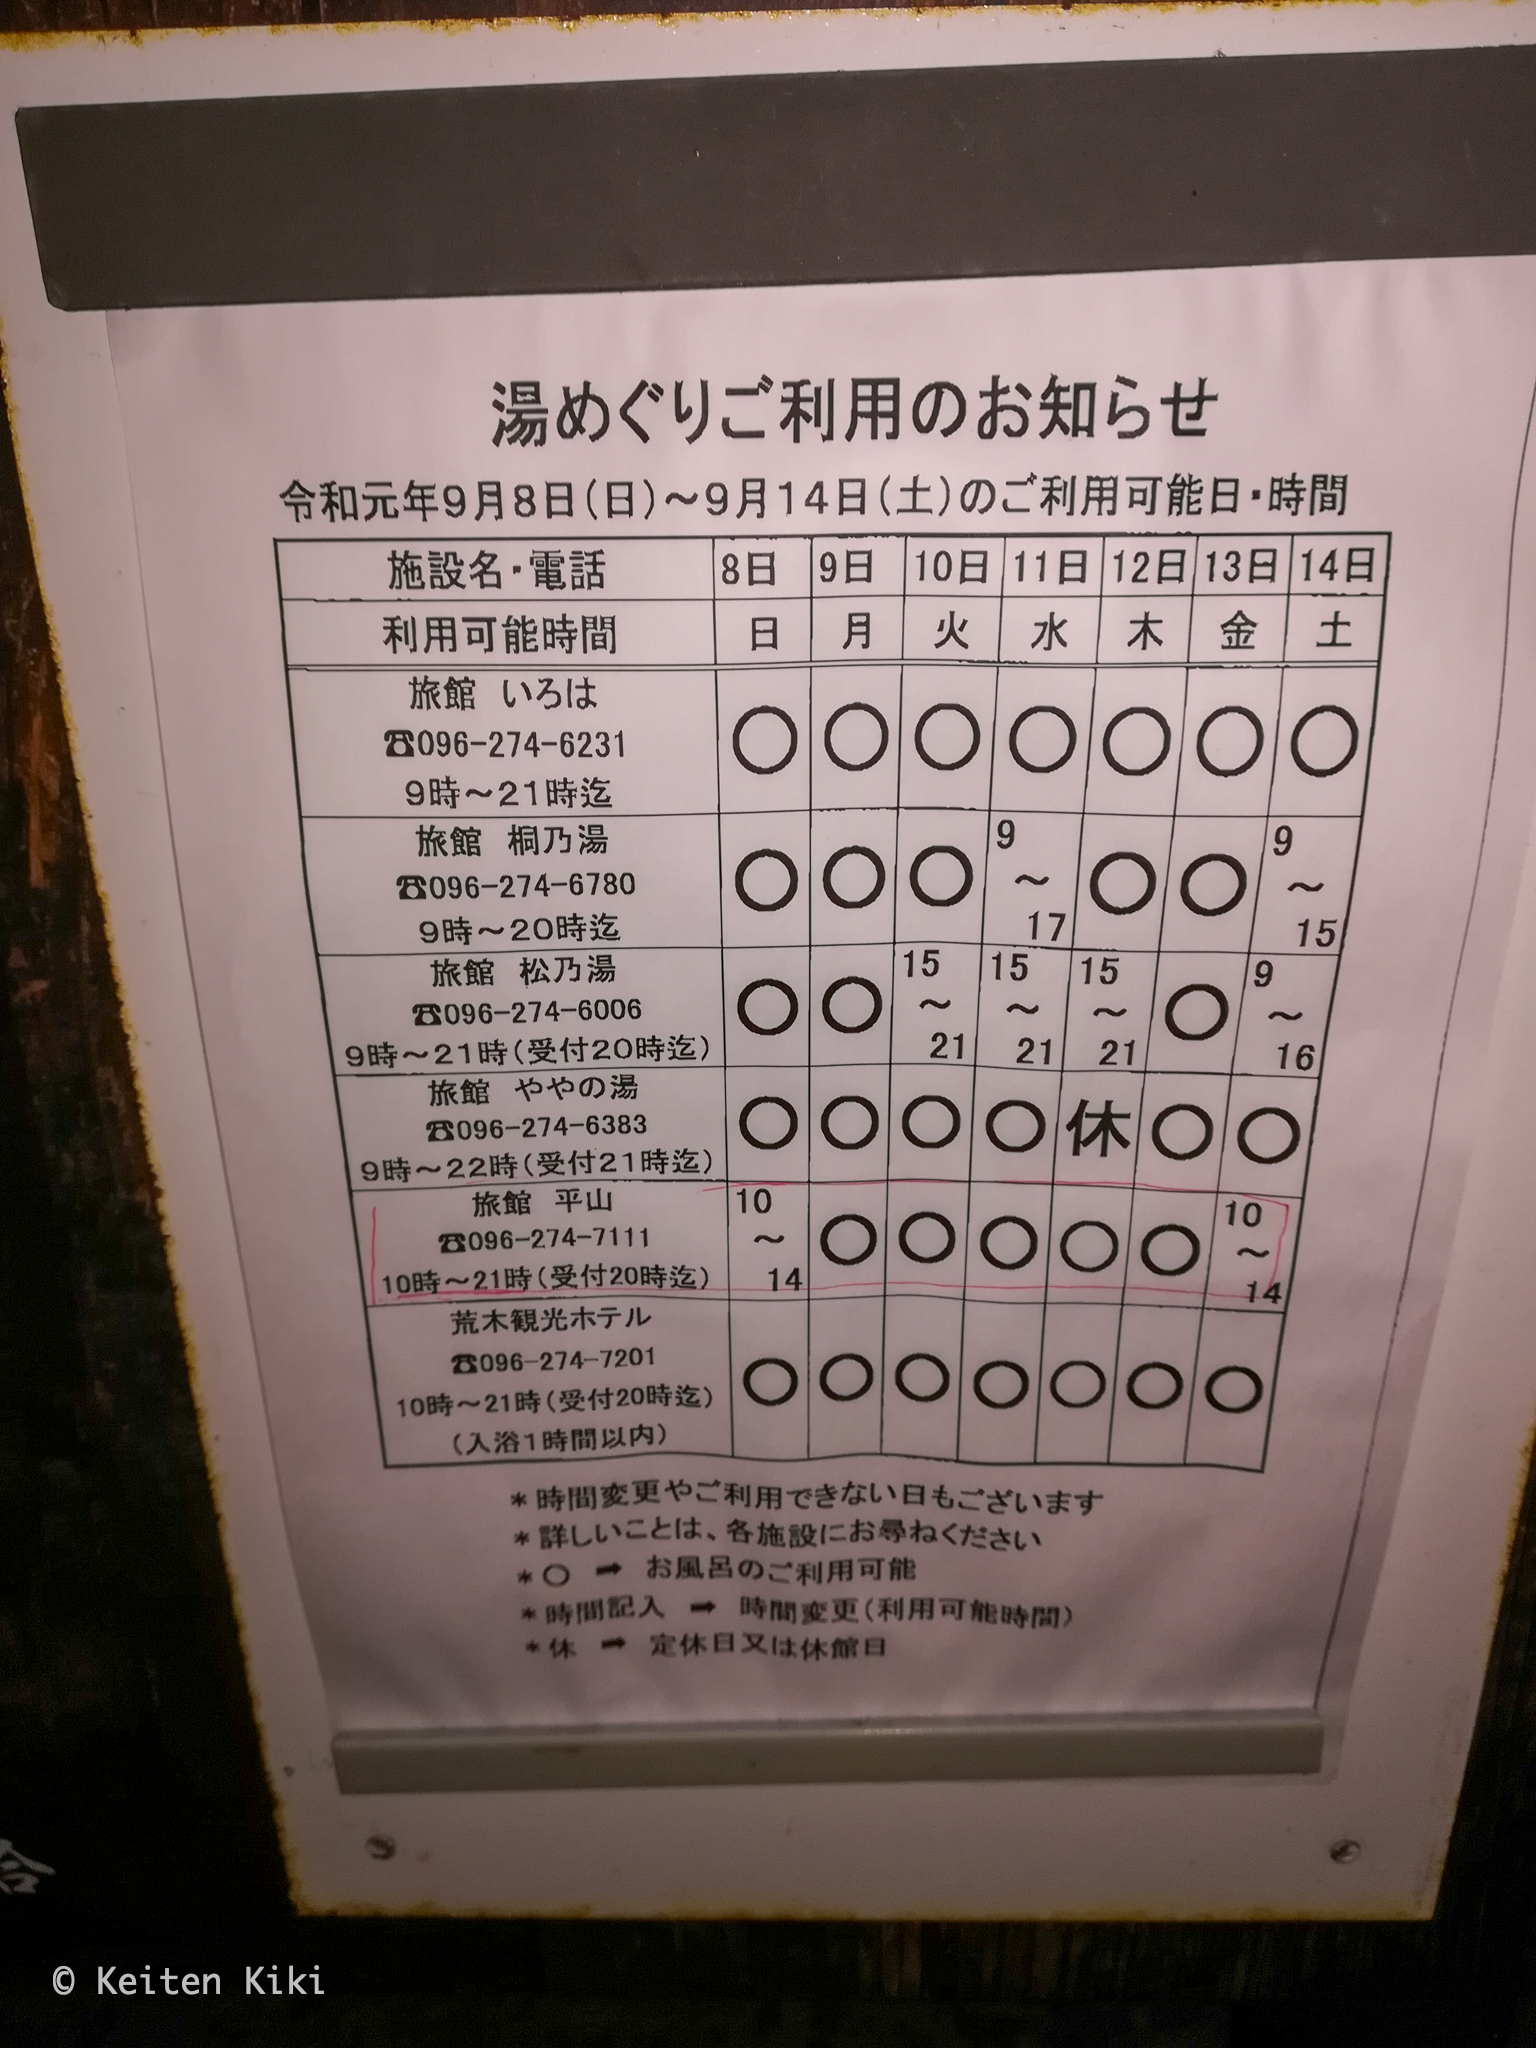 湯めぐりご利用のお知らせ
令和元年9月8日(日)～9月14日(土)のご利用可能日・時間
施設名・電話 8日 9日 10日 11日 12日 13日 14日
利用可能時間 日 月 火 水 木 金 土
旅館 いろは
☎096-274-6231 ○ ○ ○ ○ ○ ○ ○
9時～21時迄
旅館 桐乃湯 9 9
☎096-274-6780 ○ ○ ○ ～ ○ ○ ～
9時～20時迄 17 15
旅館 松乃湯 15 15 15 9
☎096-274-6006 ○ ○ ～ ～ ～ ○ ～
9時～21時(受付20時迄) 21 21 21 16
旅館 ややの湯
☎096-274-6383 ○ ○ ○ ○ 休 ○ ○
9時～22時(受付21時迄)
旅館 平山 10 10
☎096-274-7111 ～ ○ ○ ○ ○ ○ ～
10時～21時(受付20時迄) 14 14
荒木観光ホテル
☎096-274-7201 ○ ○ ○ ○ ○ ○ ○
10時～21時(受付20時迄)
(入浴1時間以内)
*時間変更やご利用できない日もございます
*詳しいことは、各施設にお尋ねください
*○ ➡ お風呂のご利用可能
*時間記入 ➡ 時間変更(利用可能時間)
*休 ➡ 定休日又は休館日
合
© Keiten Kiki